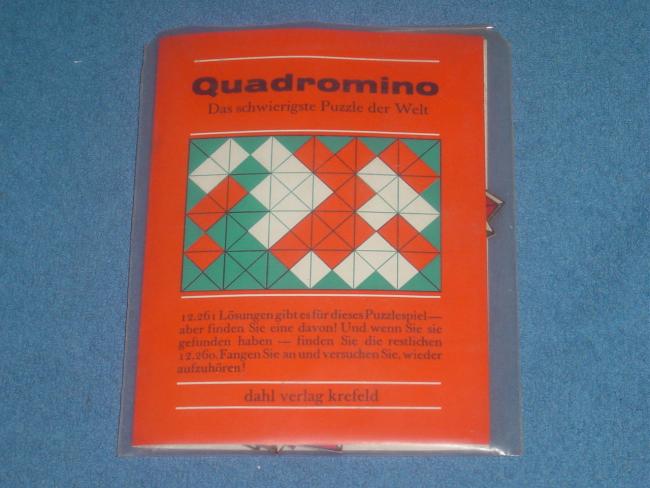 Quadromino
Das schwierigste Puzzle der Welt
12.261 Lösungen gibt es für dieses Puzzlespiel—
aber finden Sie eine davon! Und wenn Sie sie
gefunden haben — finden Sie die restlichen
12.260. Fangen Sie an und versuchen Sie, wieder
aufzuhören!
dahl verlag krefeld